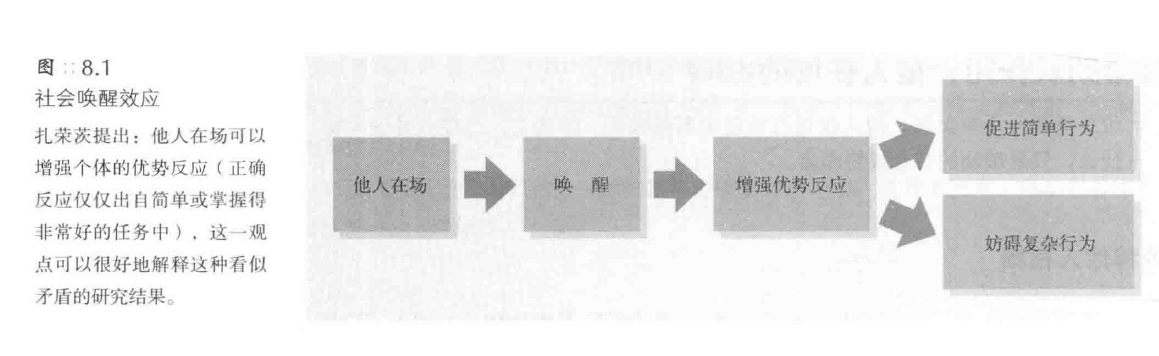 图::8.1
社会唤醒效应
扎荣茨提出：他人在场可以
增强个体的优势反应（正确
反应仅仅出自简单或掌握得
非常好的任务中），这一观
点可以很好地解释这种看似
矛盾的研究结果。
他人在场
唤 醒
增强优势反应
促进简单行为
妨碍复杂行为